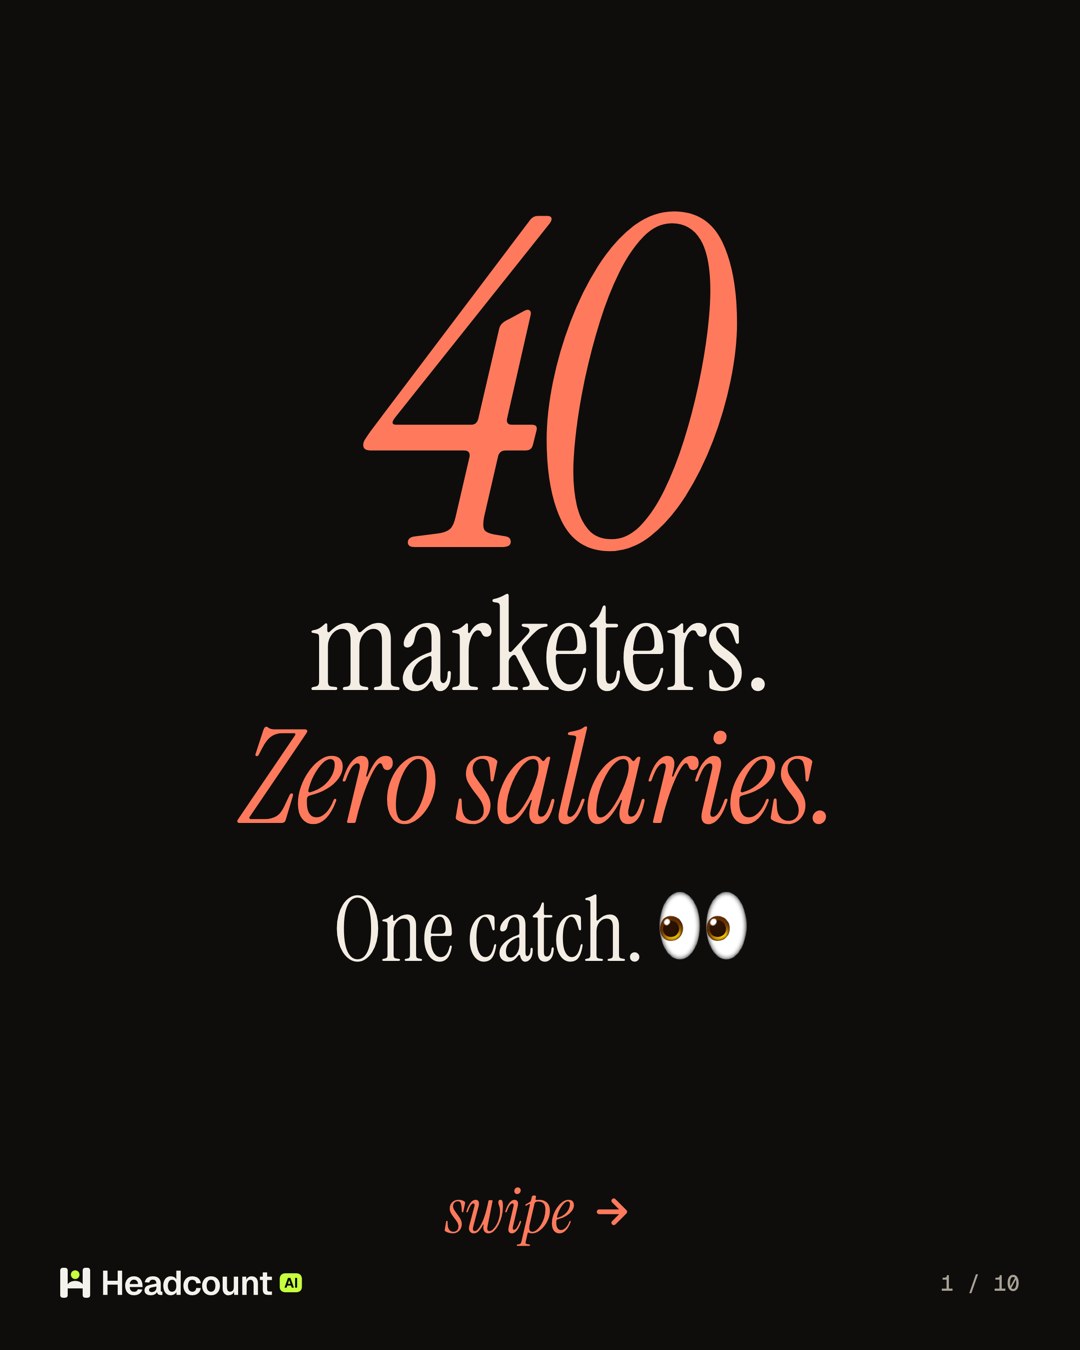 40
marketers.
Zero salaries.
One catch. 👀
swipe →
Headcount AI
1 / 10